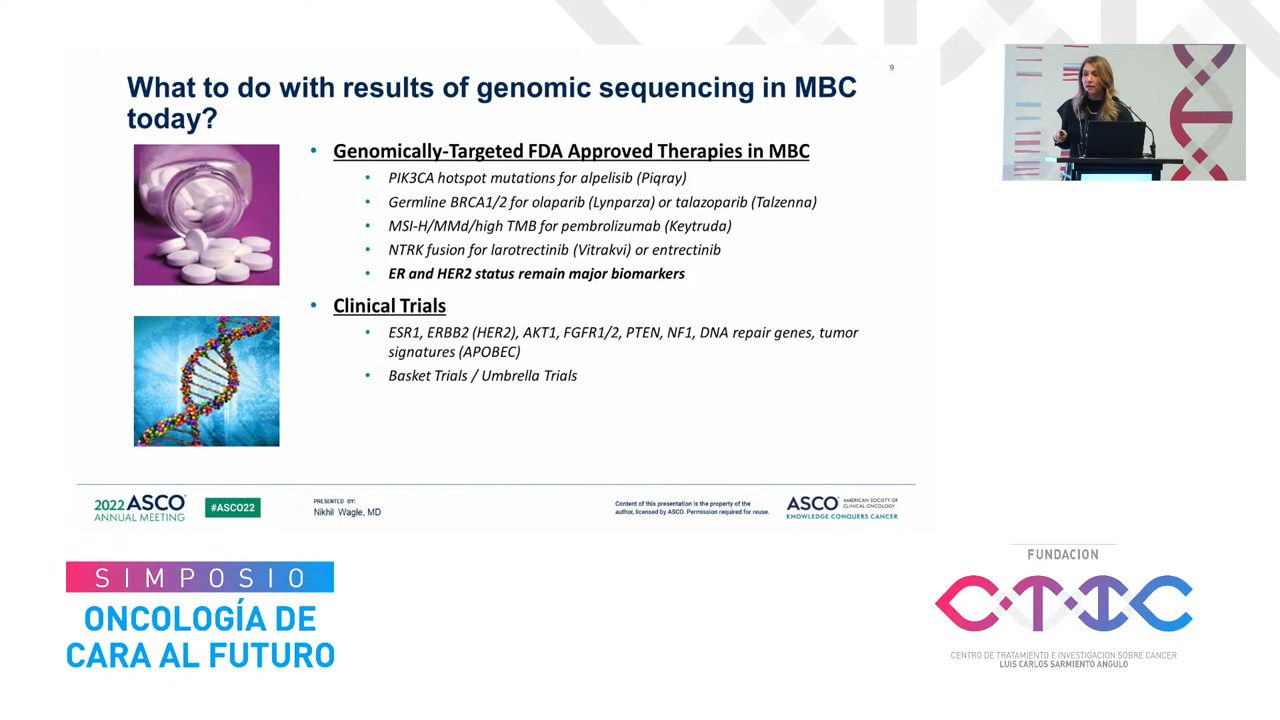 9
What to do with results of genomic sequencing in MBC
today?
• Genomically-Targeted FDA Approved Therapies in MBC
• PIK3CA hotspot mutations for alpelisib (Piqray)
• Germline BRCA1/2 for olaparib (Lynparza) or talazoparib (Talzenna)
• MSI-H/MMd/high TMB for pembrolizumab (Keytruda)
• NTRK fusion for larotrectinib (Vitrakvi) or entrectinib
• ER and HER2 status remain major biomarkers
• Clinical Trials
• ESR1, ERBB2 (HER2), AKT1, FGFR1/2, PTEN, NF1, DNA repair genes, tumor
signatures (APOBEC)
• Basket Trials / Umbrella Trials
2022 ASCO
ANNUAL MEETING
#ASCO22
PRESENTED BY:
Nikhil Wagle, MD
Content of this presentation is the property of the
author, licensed by ASCO. Permission required for reuse.
ASCO AMERICAN SOCIETY OF
CLINICAL ONCOLOGY
KNOWLEDGE CONQUERS CANCER
SIMPOSIO
ONCOLOGÍA DE
CARA AL FUTURO
FUNDACION
CTIC
CENTRO DE TRATAMIENTO E INVESTIGACION SOBRE CANCER
LUIS CARLOS SARMIENTO ANGULO